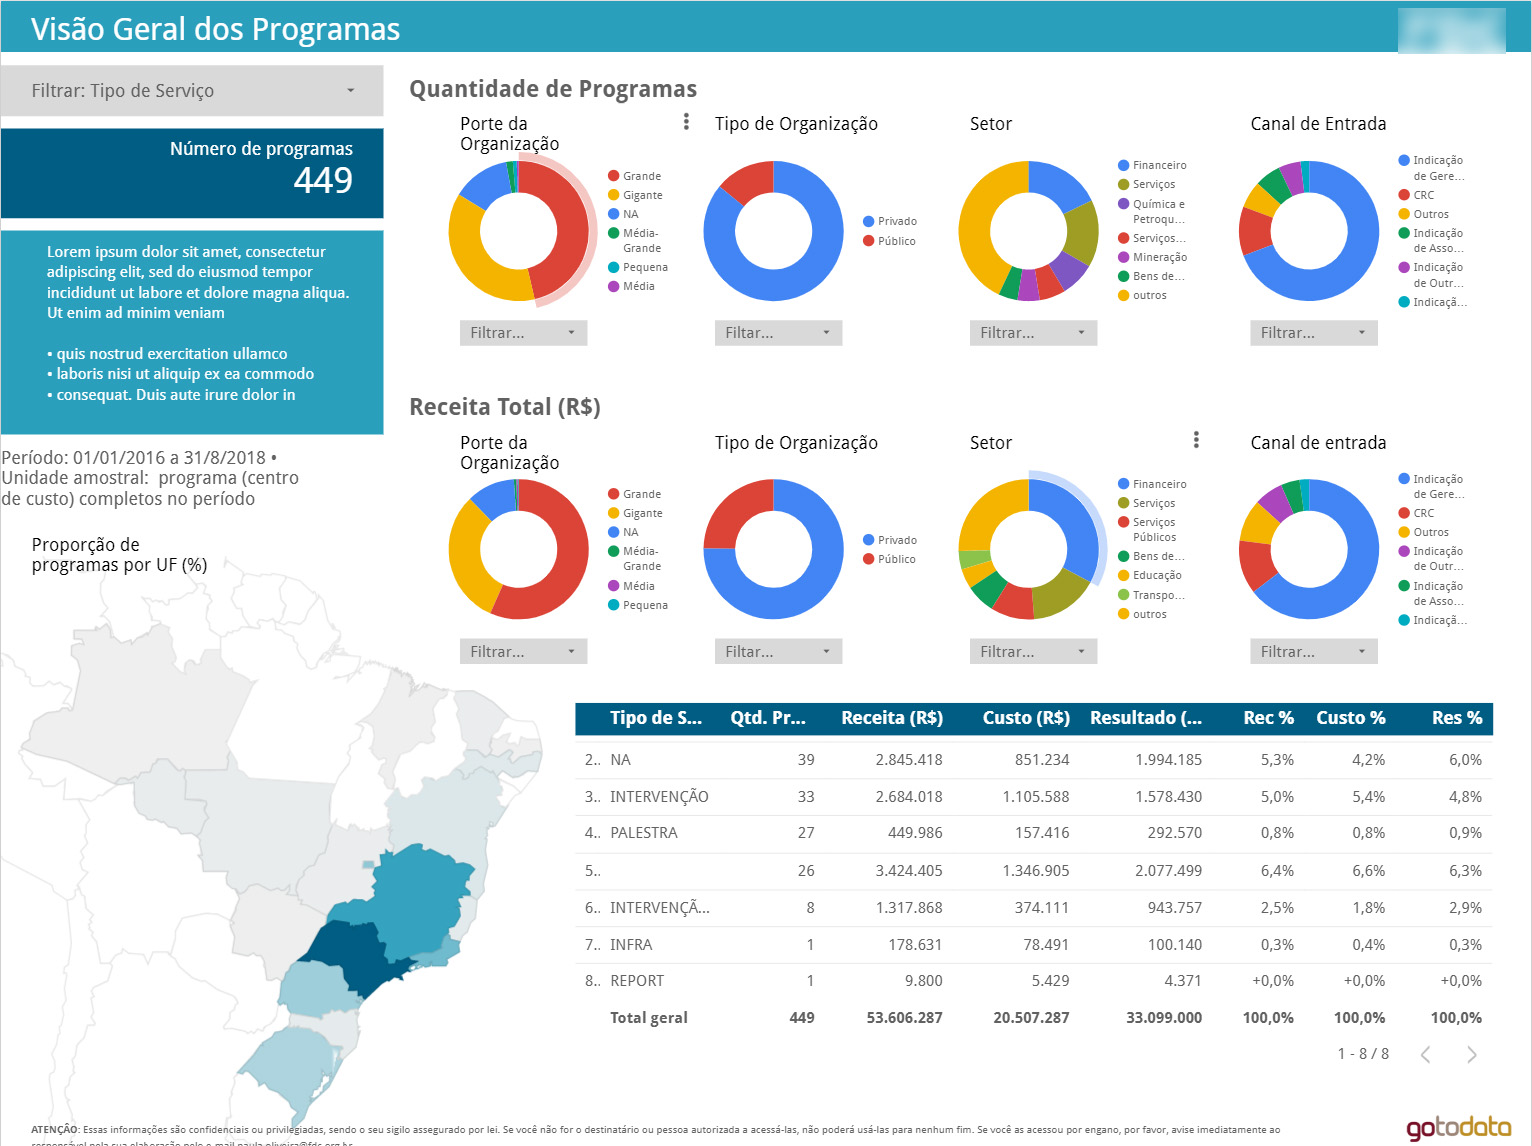 Visão Geral dos Programas
Filtrar: Tipo de Serviço
Número de programas
449
Lorem ipsum dolor sit amet, consectetur
adipiscing elit, sed do eiusmod tempor
incididunt ut labore et dolore magna aliqua.
Ut enim ad minim veniam
• quis nostrud exercitation ullamco
• laboris nisi ut aliquip ex ea commodo
• consequat. Duis aute irure dolor in
Período: 01/01/2016 a 31/8/2018 •
Unidade amostral: programa (centro
de custo) completos no período
Proporção de
programas por UF (%)
Quantidade de Programas
Porte da
Organização
Grande
Gigante
NA
Média-
Grande
Pequena
Média
Filtrar...
Tipo de Organização
Privado
Público
Filtar...
Setor
Financeiro
Serviços
Química e
Petroqu...
Serviços...
Mineração
Bens de...
outros
Filtrar...
Canal de Entrada
Indicação
de Gere...
CRC
Outros
Indicação
de Asso...
Indicação
de Outr...
Indicaçã...
Filtrar...
Receita Total (R$)
Porte da
Organização
Grande
Gigante
NA
Média-
Grande
Média
Pequena
Filtrar...
Tipo de Organização
Privado
Público
Filtar...
Setor
Financeiro
Serviços
Serviços
Públicos
Bens de...
Educação
Transpo...
outros
Filtrar...
Canal de entrada
Indicação
de Gere...
CRC
Outros
Indicação
de Outr...
Indicação
de Asso...
Indicaçã...
Filtrar...
Tipo de S... Qtd. Pr... Receita (R$) Custo (R$) Resultado (... Rec % Custo % Res %
2.. NA 39 2.845.418 851.234 1.994.185 5,3% 4,2% 6,0%
3.. INTERVENÇÃO 33 2.684.018 1.105.588 1.578.430 5,0% 5,4% 4,8%
4.. PALESTRA 27 449.986 157.416 292.570 0,8% 0,8% 0,9%
5.. 26 3.424.405 1.346.905 2.077.499 6,4% 6,6% 6,3%
6.. INTERVENÇÃ... 8 1.317.868 374.111 943.757 2,5% 1,8% 2,9%
7.. INFRA 1 178.631 78.491 100.140 0,3% 0,4% 0,3%
8.. REPORT 1 9.800 5.429 4.371 +0,0% +0,0% +0,0%
Total geral 449 53.606.287 20.507.287 33.099.000 100,0% 100,0% 100,0%
1 - 8 / 8
ATENÇÃO: Essas informações são confidenciais ou privilegiadas, sendo o seu sigilo assegurado por lei. Se você não for o destinatário ou pessoa autorizada a acessá-las, não poderá usá-las para nenhum fim. Se você as acessou por engano, por favor, avise imediatamente ao
gotodata